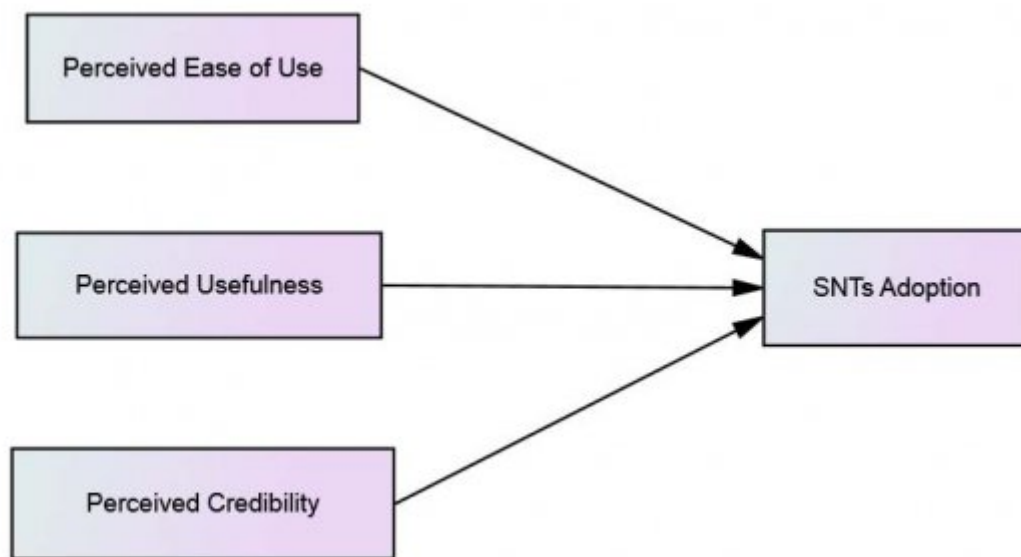 Perceived Ease of Use
Perceived Usefulness
SNTs Adoption
Perceived Credibility